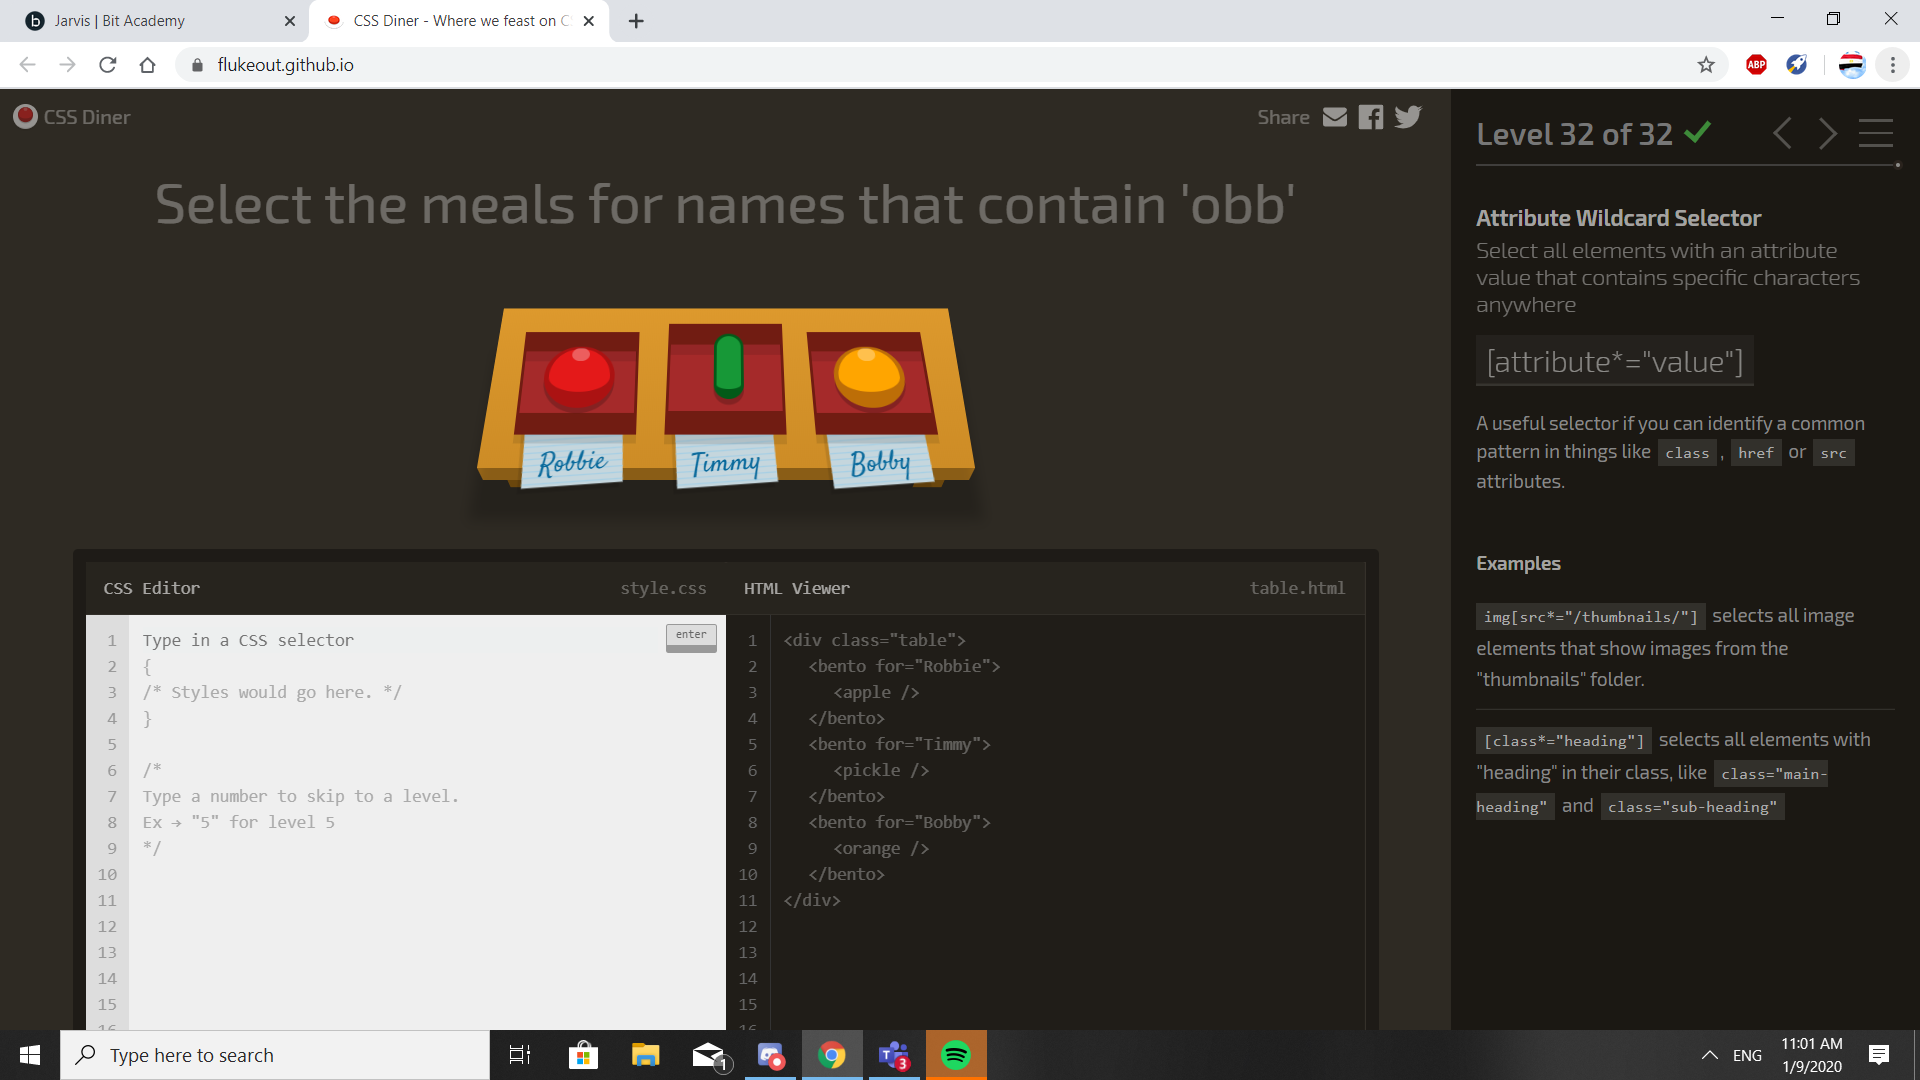 Jarvis | Bit Academy
CSS Diner - Where we feast on C
flukeout.github.io
ABP
CSS Diner
Share
Select the meals for names that contain 'obb'
Robbie
Timmy
Bobby
CSS Editor
style.css
1 Type in a CSS selector
enter
2 {
3 /* Styles would go here. */
4 }
5
6 /*
7 Type a number to skip to a level.
8 Ex → "5" for level 5
9 */
10
11
12
13
14
15
16
HTML Viewer
table.html
1 <div class="table">
2 <bento for="Robbie">
3 <apple />
4 </bento>
5 <bento for="Timmy">
6 <pickle />
7 </bento>
8 <bento for="Bobby">
9 <orange />
10 </bento>
11 </div>
12
13
14
15
16
Level 32 of 32
Attribute Wildcard Selector
Select all elements with an attribute
value that contains specific characters
anywhere
[attribute*="value"]
A useful selector if you can identify a common
pattern in things like class , href or src
attributes.
Examples
img[src*="/thumbnails/"] selects all image
elements that show images from the
"thumbnails" folder.
[class*="heading"] selects all elements with
"heading" in their class, like class="main-
heading" and class="sub-heading"
Type here to search
1
3
ENG
11:01 AM
1/9/2020